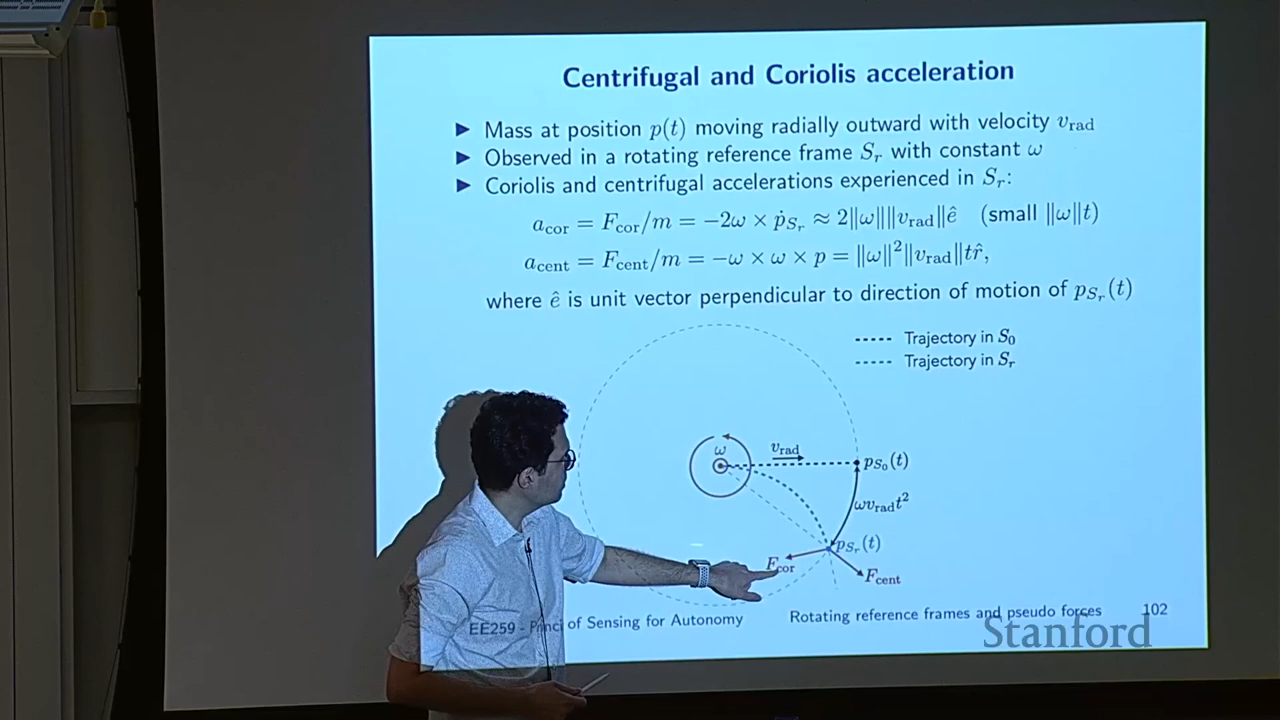 Centrifugal and Coriolis acceleration
▶ Mass at position p(t) moving radially outward with velocity v_rad
▶ Observed in a rotating reference frame S_r with constant ω
▶ Coriolis and centrifugal accelerations experienced in S_r:
a_cor = F_cor/m = −2ω × ṗ_{S_r} ≈ 2‖ω‖‖v_rad‖ê (small ‖ω‖t)
a_cent = F_cent/m = −ω × ω × p = ‖ω‖²‖v_rad‖t r̂,
where ê is unit vector perpendicular to direction of motion of p_{S_r}(t)
Trajectory in S_0
Trajectory in S_r
ω
v_rad
p_{S_0}(t)
ωv_rad t²
p_{S_r}(t)
F_cor
F_cent
EE259 - of Sensing for Autonomy
Rotating reference frames and pseudo forces
102
Stanford